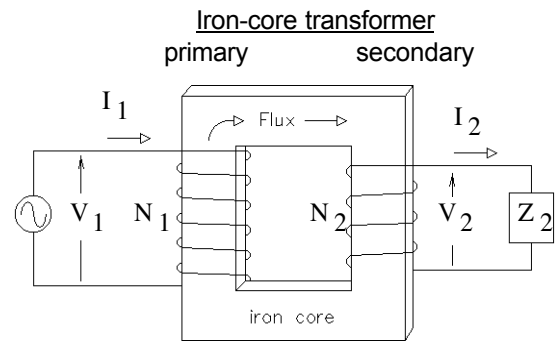 Iron-core transformer
primary secondary
I1 Flux I2
V1 N1 N2 V2 Z2
iron core